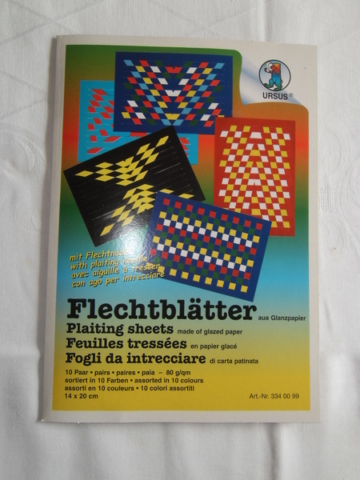 URSUS®
mit Flechtnadel
with plaiting
avec aiguille à tresser
con ago per intrecciare
Flechtblätter aus Glanzpapier
Plaiting sheets made of glazed paper
Feuilles tressées en papier glacé
Fogli da intrecciare di carta patinata
10 Paar • pairs • paires • paia – 80 g/qm
sortiert in 10 Farben • assorted in 10 colours
assorti en 10 couleurs • 10 colori assortiti
14 x 20 cm
Art.-Nr. 334 00 99